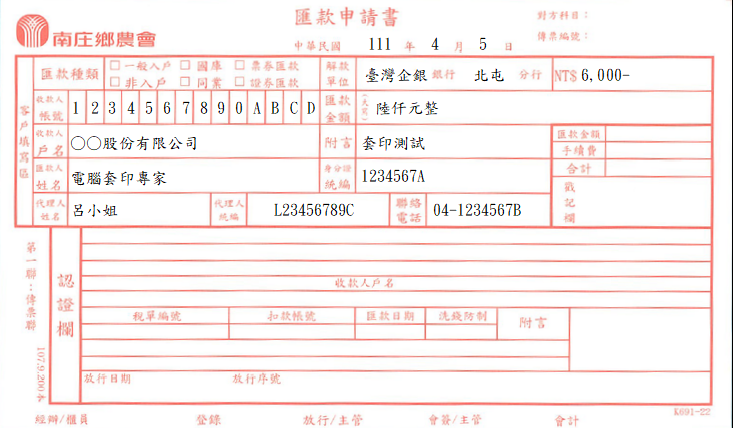 匯款申請書
對方科目：
傳票編號：
南庄鄉農會
中華民國 111 年 4 月 5 日
匯款種類 □一般入戶 □國庫 □票券匯款
□非入戶 □同業 □證券匯款
解款單位 臺灣企銀 銀行 北屯 分行 NT$ 6,000-
客戶填寫區
收款人帳號 1 2 3 4 5 6 7 8 9 0 A B C D
匯款金額 (大寫) 陸仟元整
收款人戶名 ○○股份有限公司
附言 套印測試
匯款金額
手續費
合計
匯款人姓名 電腦套印專家
身分證統編 1234567A
戳記欄
代理人姓名 呂小姐
代理人統編 L23456789C
聯絡電話 04-1234567B
第一聯：傳票聯
107.9.200本
認證欄
收款人戶名
稅單編號 扣款帳號 匯款日期 洗錢防制 附言
放行日期 放行序號
K691-22
經辦/櫃員 登錄 放行/主管 會簽/主管 會計